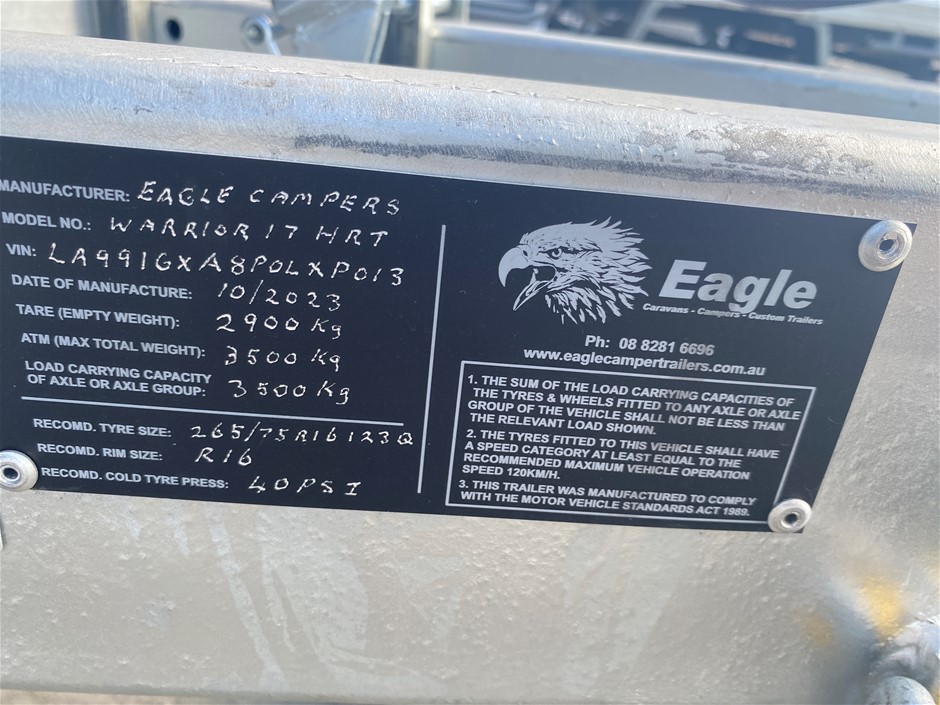 MANUFACTURER: EAGLE CAMPERS
MODEL NO.: WARRIOR 17 HRT
VIN: LA991GXA8P0LXP013
DATE OF MANUFACTURE: 10/2023
TARE (EMPTY WEIGHT): 2900 Kg
ATM (MAX TOTAL WEIGHT): 3500 Kg
LOAD CARRYING CAPACITY
OF AXLE OR AXLE GROUP: 3500 Kg
RECOMD. TYRE SIZE: 265/75R16 123Q
RECOMD. RIM SIZE: R16
RECOMD. COLD TYRE PRESS: 40PSI
Eagle
Caravans - Campers - Custom Trailers
Ph: 08 8281 6696
www.eaglecampertrailers.com.au
1. THE SUM OF THE LOAD CARRYING CAPACITIES OF
THE TYRES & WHEELS FITTED TO ANY AXLE OR AXLE
GROUP OF THE VEHICLE SHALL NOT BE LESS THAN
THE RELEVANT LOAD SHOWN.
2. THE TYRES FITTED TO THIS VEHICLE SHALL HAVE
A SPEED CATEGORY AT LEAST EQUAL TO THE
RECOMMENDED MAXIMUM VEHICLE OPERATION
SPEED 120KM/H.
3. THIS TRAILER WAS MANUFACTURED TO COMPLY
WITH THE MOTOR VEHICLE STANDARDS ACT 1989.